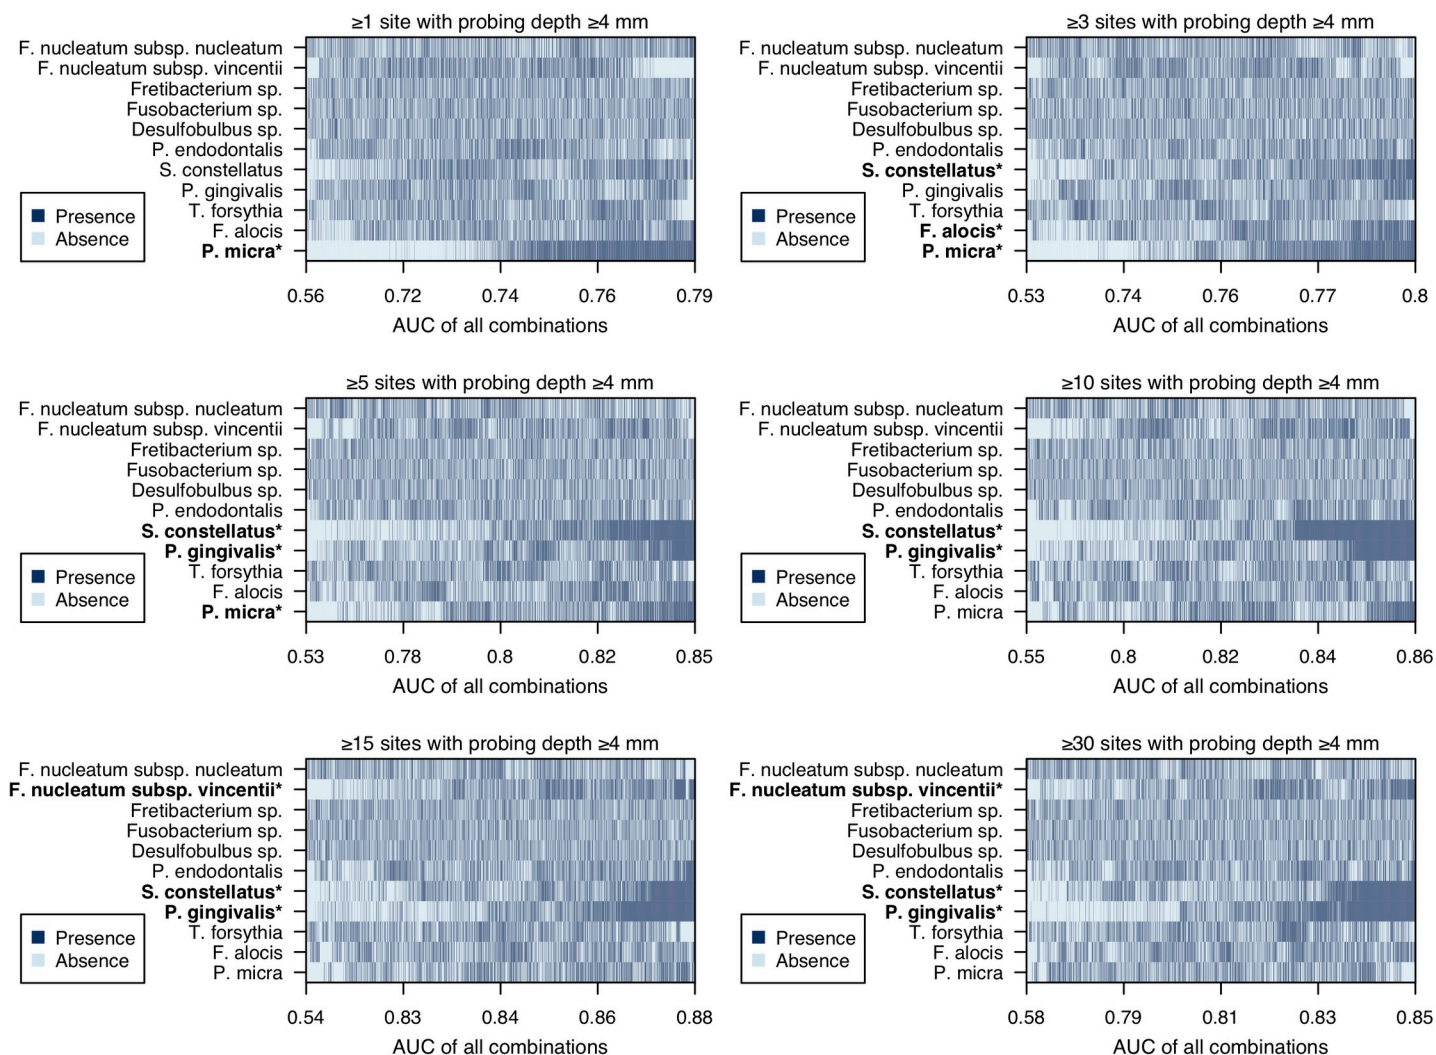 ≥1 site with probing depth ≥4 mm
F. nucleatum subsp. nucleatum
F. nucleatum subsp. vincentii
Fretibacterium sp.
Fusobacterium sp.
Desulfobulbus sp.
P. endodontalis
S. constellatus
P. gingivalis
T. forsythia
F. alocis
P. micra*
Presence
Absence
0.56 0.72 0.74 0.76 0.79
AUC of all combinations
≥3 sites with probing depth ≥4 mm
F. nucleatum subsp. nucleatum
F. nucleatum subsp. vincentii
Fretibacterium sp.
Fusobacterium sp.
Desulfobulbus sp.
P. endodontalis
S. constellatus*
P. gingivalis
T. forsythia
F. alocis*
P. micra*
Presence
Absence
0.53 0.74 0.76 0.77 0.8
AUC of all combinations
≥5 sites with probing depth ≥4 mm
F. nucleatum subsp. nucleatum
F. nucleatum subsp. vincentii
Fretibacterium sp.
Fusobacterium sp.
Desulfobulbus sp.
P. endodontalis
S. constellatus*
P. gingivalis*
T. forsythia
F. alocis
P. micra*
Presence
Absence
0.53 0.78 0.8 0.82 0.85
AUC of all combinations
≥10 sites with probing depth ≥4 mm
F. nucleatum subsp. nucleatum
F. nucleatum subsp. vincentii
Fretibacterium sp.
Fusobacterium sp.
Desulfobulbus sp.
P. endodontalis
S. constellatus*
P. gingivalis*
T. forsythia
F. alocis
P. micra
Presence
Absence
0.55 0.8 0.82 0.84 0.86
AUC of all combinations
≥15 sites with probing depth ≥4 mm
F. nucleatum subsp. nucleatum
F. nucleatum subsp. vincentii*
Fretibacterium sp.
Fusobacterium sp.
Desulfobulbus sp.
P. endodontalis
S. constellatus*
P. gingivalis*
T. forsythia
F. alocis
P. micra
Presence
Absence
0.54 0.83 0.84 0.86 0.88
AUC of all combinations
≥30 sites with probing depth ≥4 mm
F. nucleatum subsp. nucleatum
F. nucleatum subsp. vincentii*
Fretibacterium sp.
Fusobacterium sp.
Desulfobulbus sp.
P. endodontalis
S. constellatus*
P. gingivalis*
T. forsythia
F. alocis
P. micra
Presence
Absence
0.58 0.79 0.81 0.83 0.85
AUC of all combinations